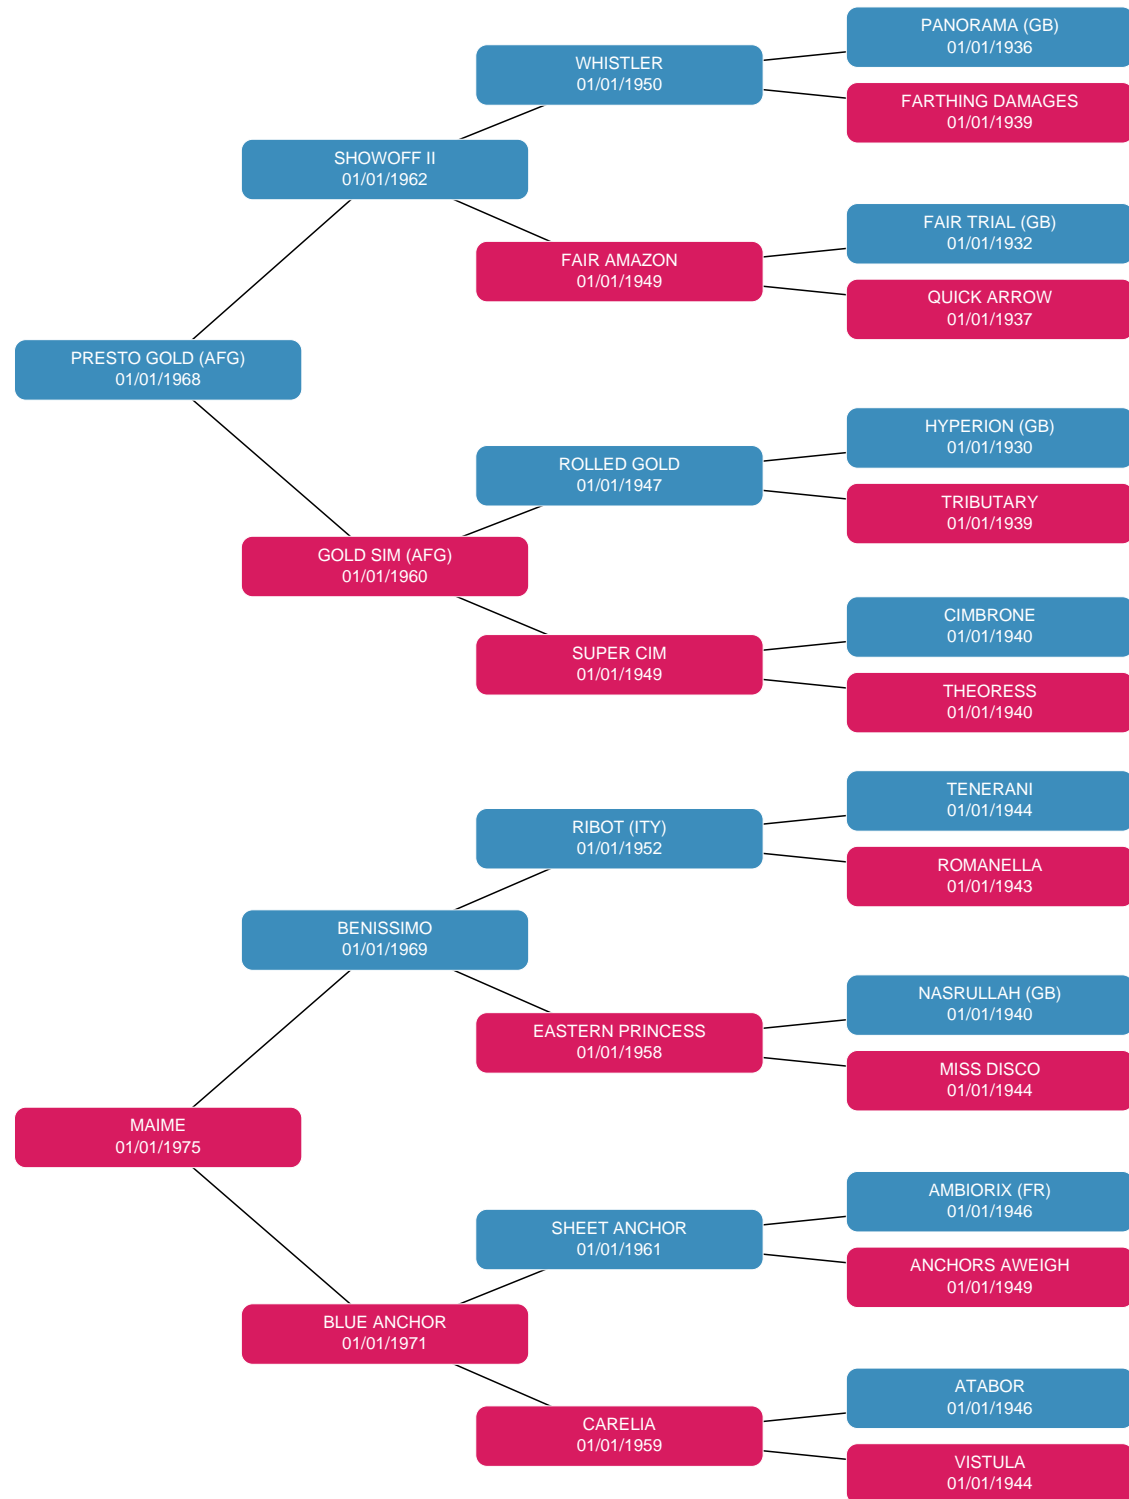 PANORAMA (GB)
01/01/1936
WHISTLER
01/01/1950
FARTHING DAMAGES
01/01/1939
SHOWOFF II
01/01/1962
FAIR TRIAL (GB)
01/01/1932
FAIR AMAZON
01/01/1949
QUICK ARROW
01/01/1937
PRESTO GOLD (AFG)
01/01/1968
HYPERION (GB)
01/01/1930
ROLLED GOLD
01/01/1947
TRIBUTARY
01/01/1939
GOLD SIM (AFG)
01/01/1960
CIMBRONE
01/01/1940
SUPER CIM
01/01/1949
THEORESS
01/01/1940
TENERANI
01/01/1944
RIBOT (ITY)
01/01/1952
ROMANELLA
01/01/1943
BENISSIMO
01/01/1969
NASRULLAH (GB)
01/01/1940
EASTERN PRINCESS
01/01/1958
MISS DISCO
01/01/1944
MAIME
01/01/1975
AMBIORIX (FR)
01/01/1946
SHEET ANCHOR
01/01/1961
ANCHORS AWEIGH
01/01/1949
BLUE ANCHOR
01/01/1971
ATABOR
01/01/1946
CARELIA
01/01/1959
VISTULA
01/01/1944